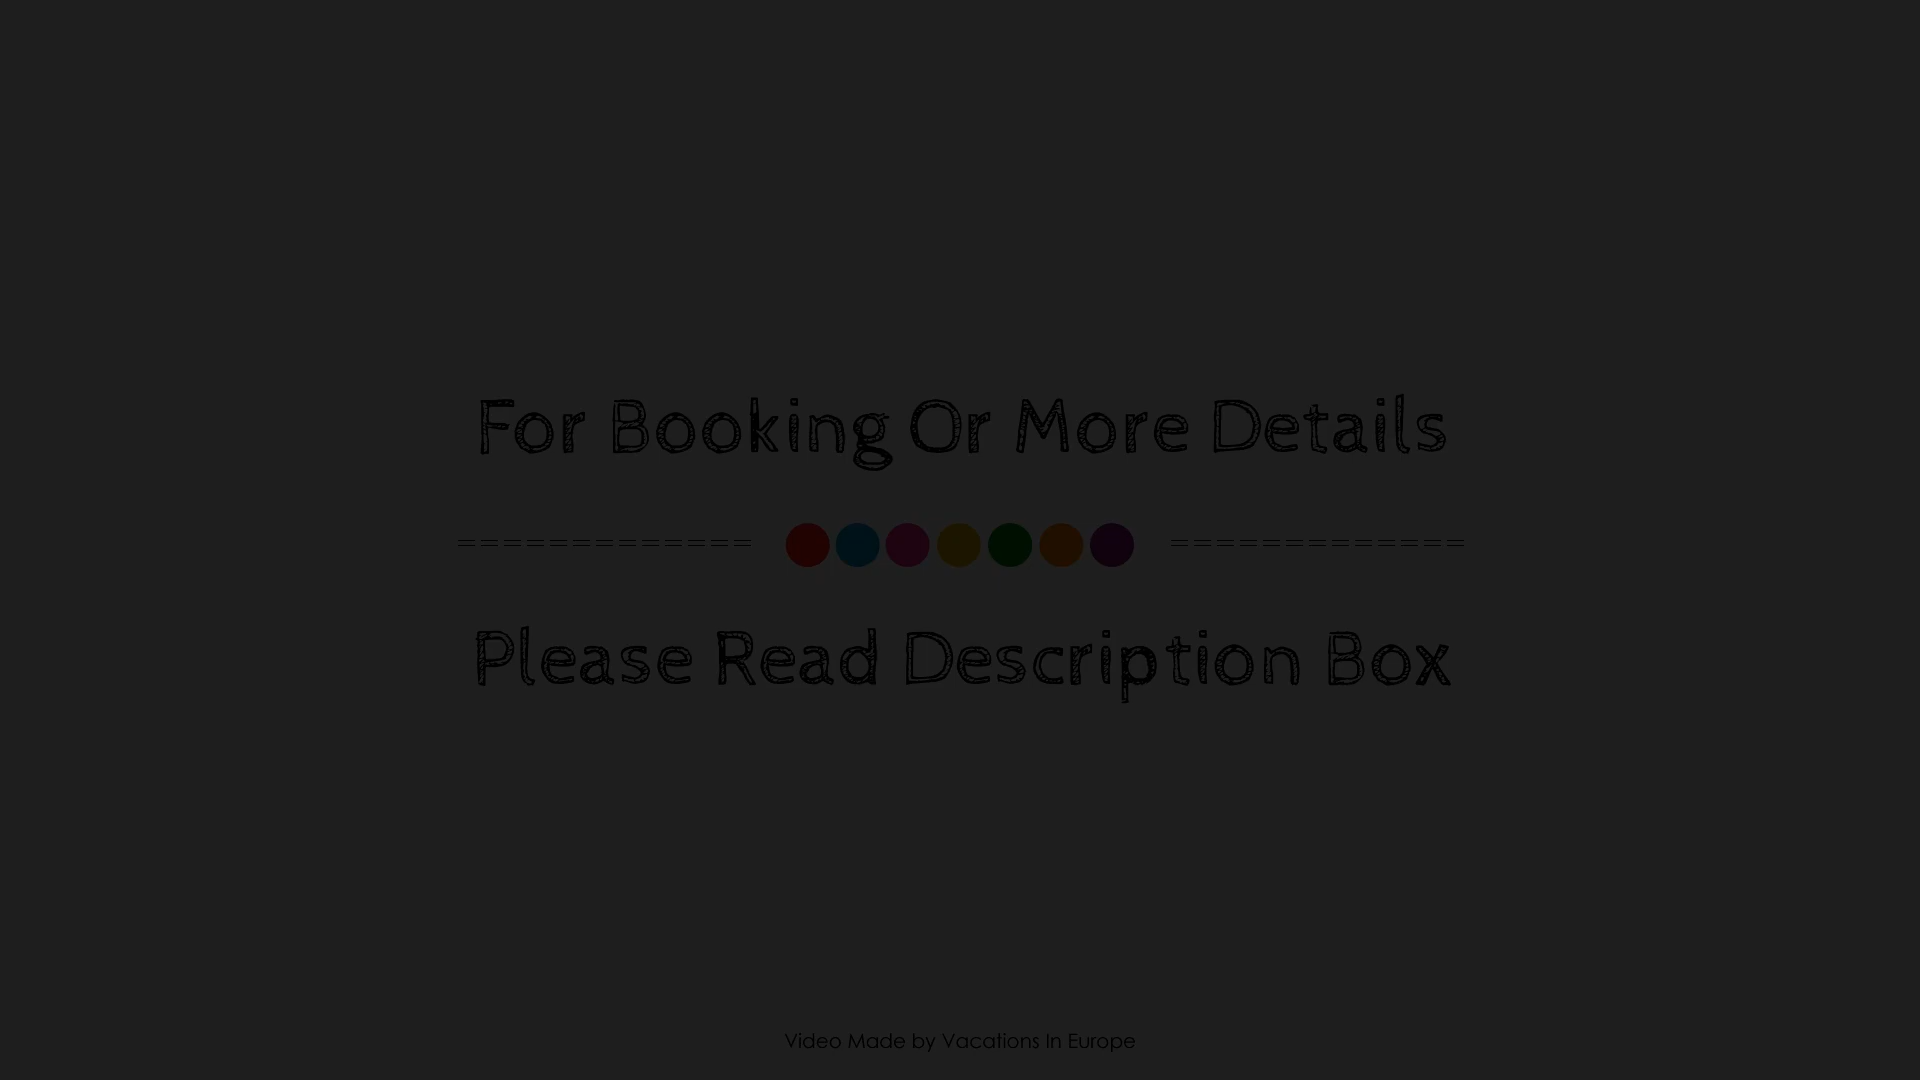 For Booking Or More Details
============= =============
Please Read Description Box
Video Made by Vacations In Europe